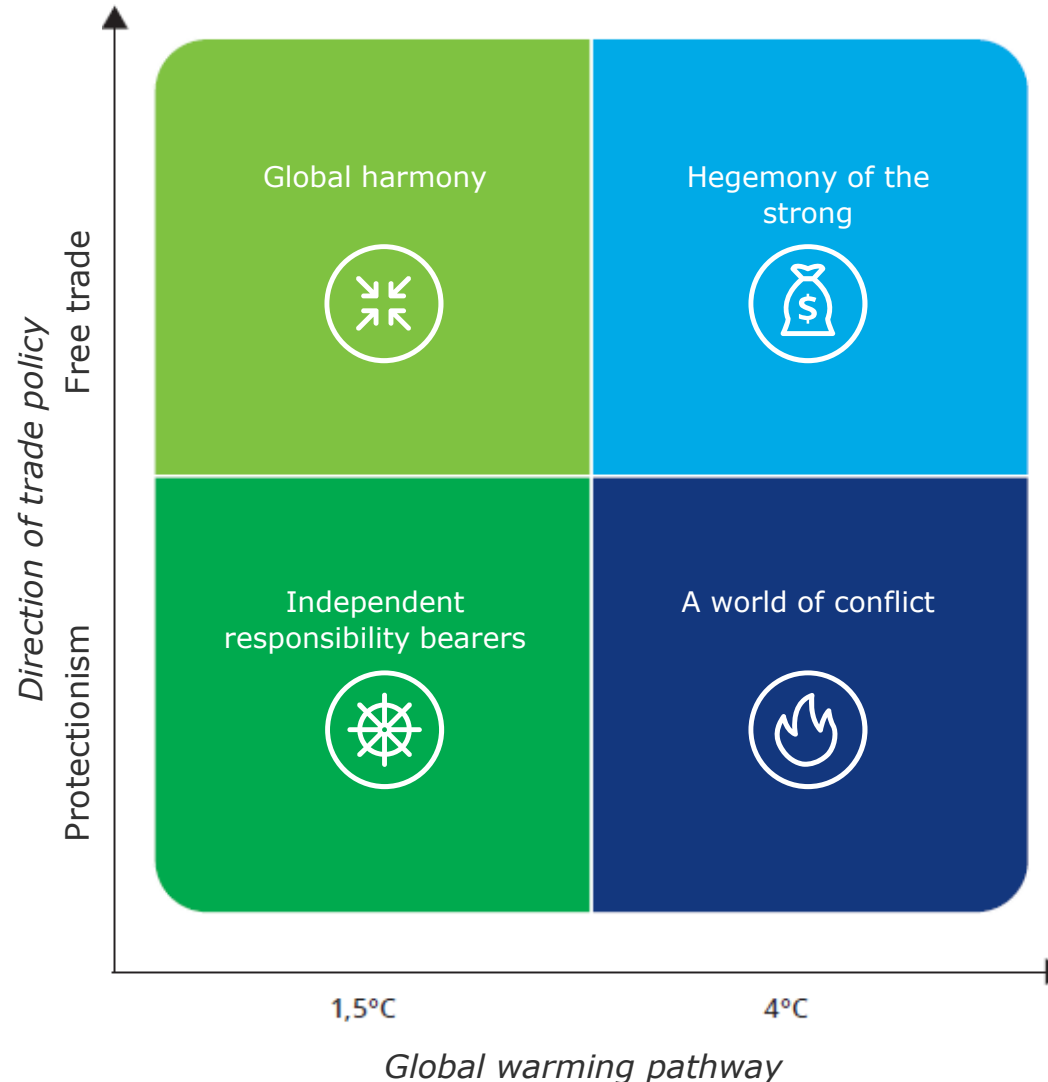 Direction of trade policy
Free trade
Protectionism
Global harmony
Hegemony of the
strong
$
Independent
responsibility bearers
A world of conflict
1,5°C
4°C
Global warming pathway